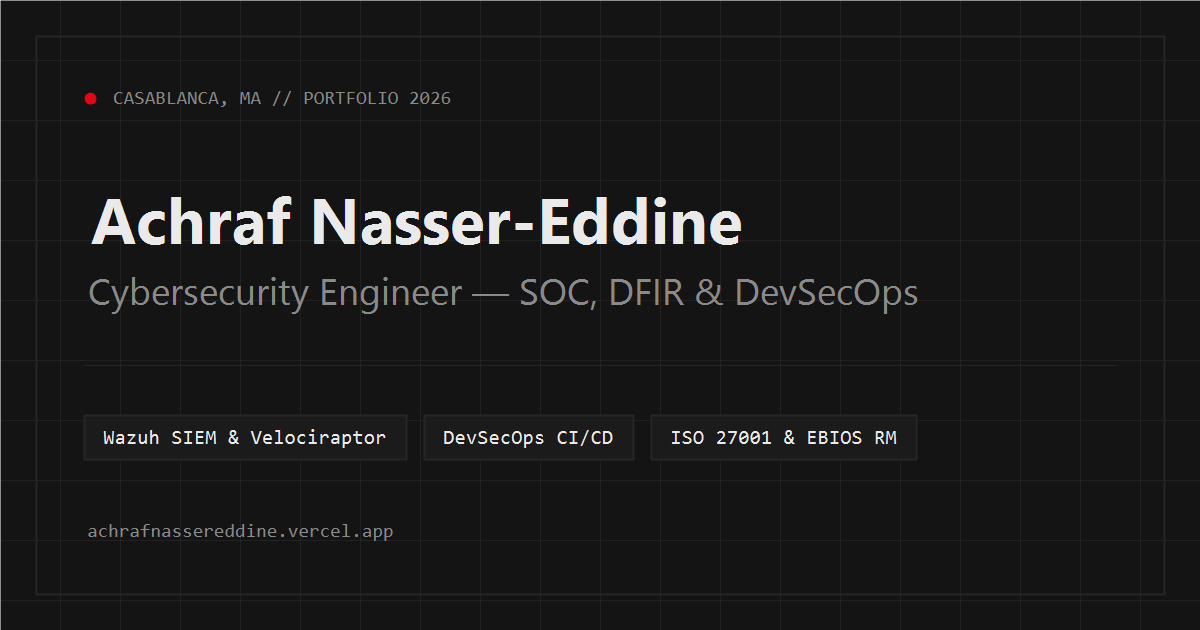 CASABLANCA, MA // PORTFOLIO 2026
Achraf Nasser-Eddine
Cybersecurity Engineer — SOC, DFIR & DevSecOps
Wazuh SIEM & Velociraptor
DevSecOps CI/CD
ISO 27001 & EBIOS RM
achrafnassereddine.vercel.app